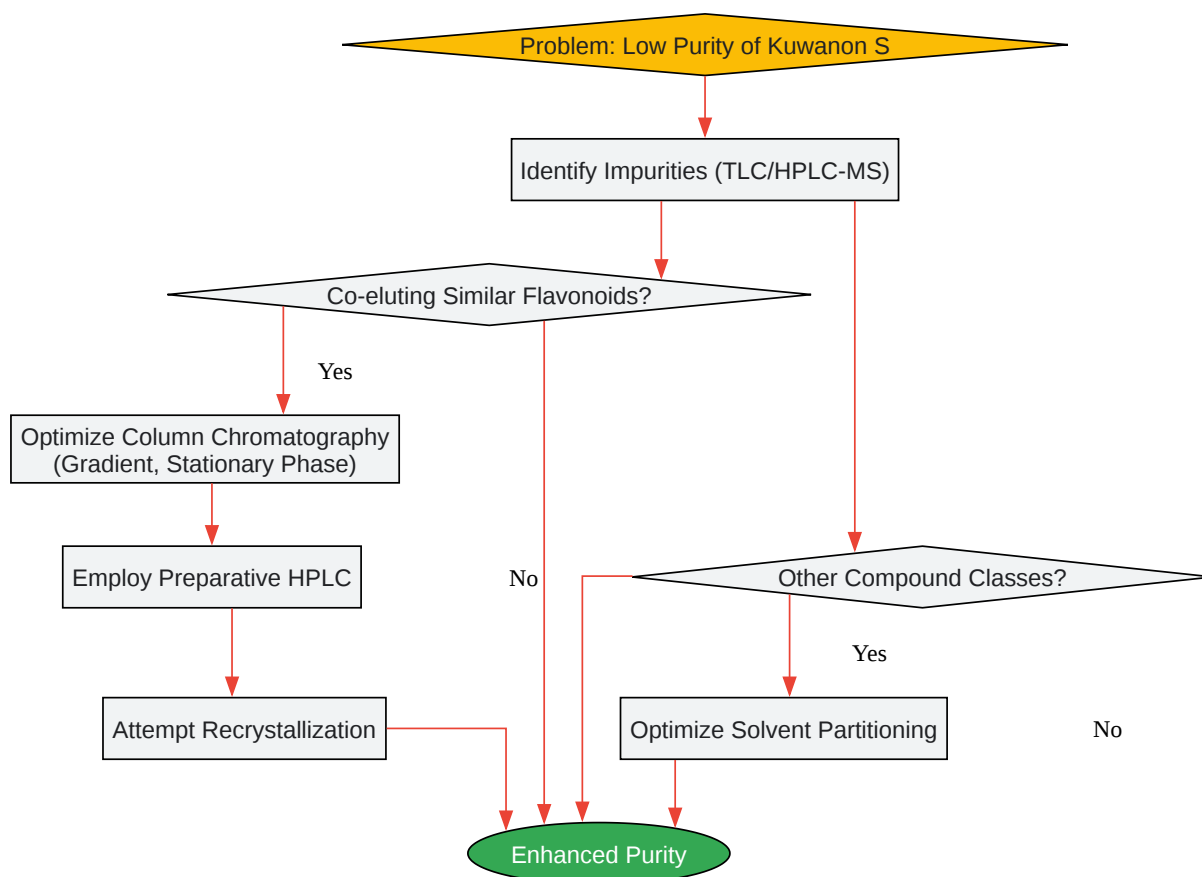 Problem: Low Purity of Kuwanon S
Identify Impurities (TLC/HPLC-MS)
Co-eluting Similar Flavonoids?
Yes
Optimize Column Chromatography
(Gradient, Stationary Phase)
Employ Preparative HPLC
No
Other Compound Classes?
Yes
Attempt Recrystallization
Optimize Solvent Partitioning
No
Enhanced Purity